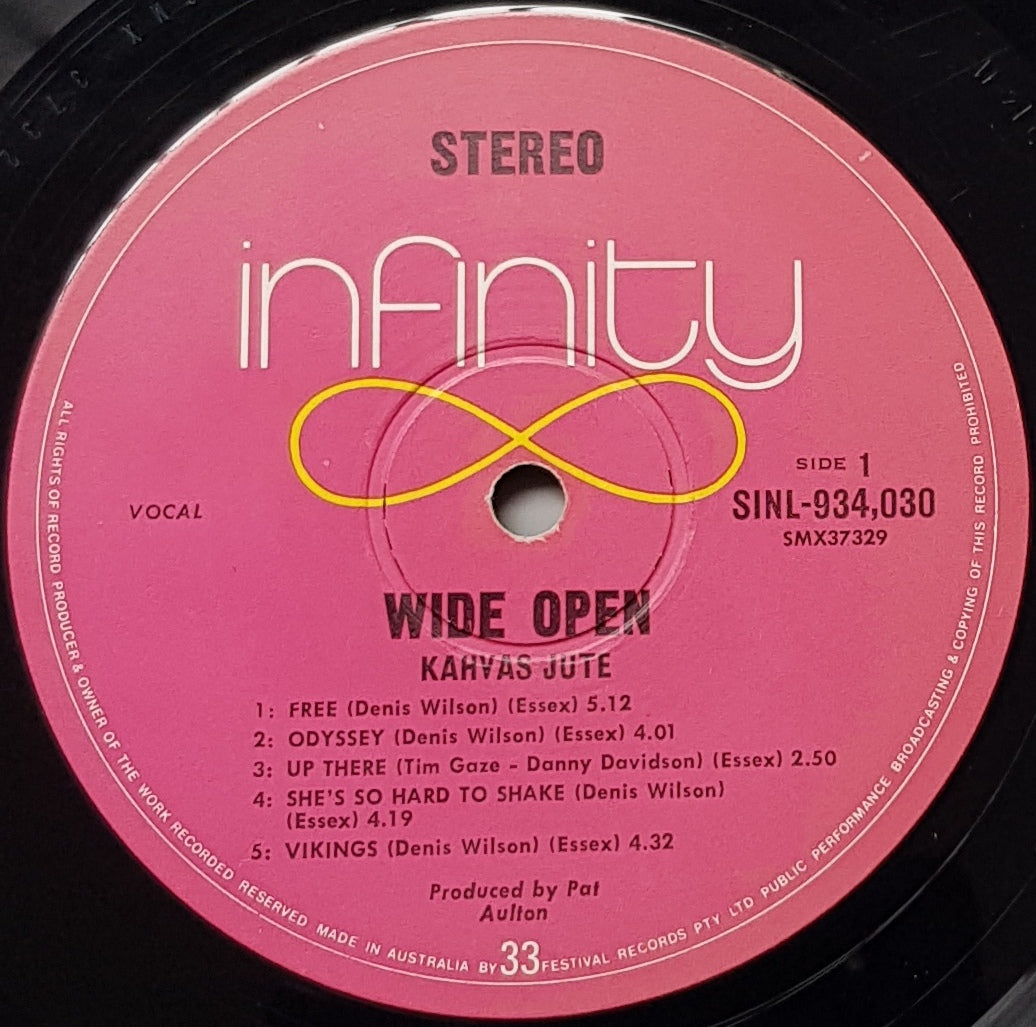 STEREO
infinity
SIDE 1
VOCAL
SINL-934,030
SMX37329
WIDE OPEN
KAHVAS JUTE
1: FREE (Denis Wilson) (Essex) 5.12
2: ODYSSEY (Denis Wilson) (Essex) 4.01
3: UP THERE (Tim Gaze - Danny Davidson) (Essex) 2.50
4: SHE'S SO HARD TO SHAKE (Denis Wilson)
(Essex) 4.19
5: VIKINGS (Denis Wilson) (Essex) 4.32
Produced by Pat
Aulton
33
ALL RIGHTS OF RECORD PRODUCER & OWNER OF THE WORK RECORDED RESERVED MADE IN AUSTRALIA BY FESTIVAL RECORDS PTY LTD PUBLIC PERFORMANCE BROADCASTING & COPYING OF THIS RECORD PROHIBITED